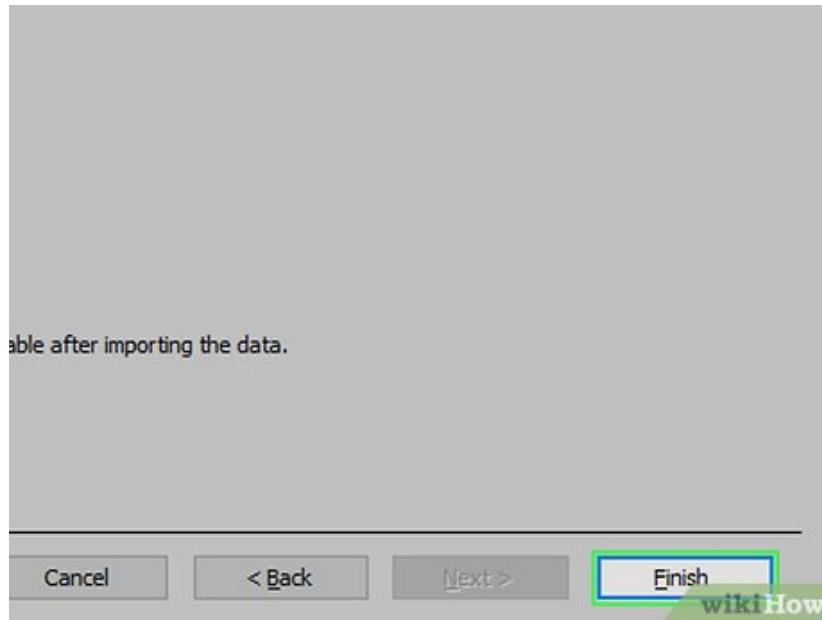 able after importing the data.
Cancel
< Back
Next >
Finish
wikiHow